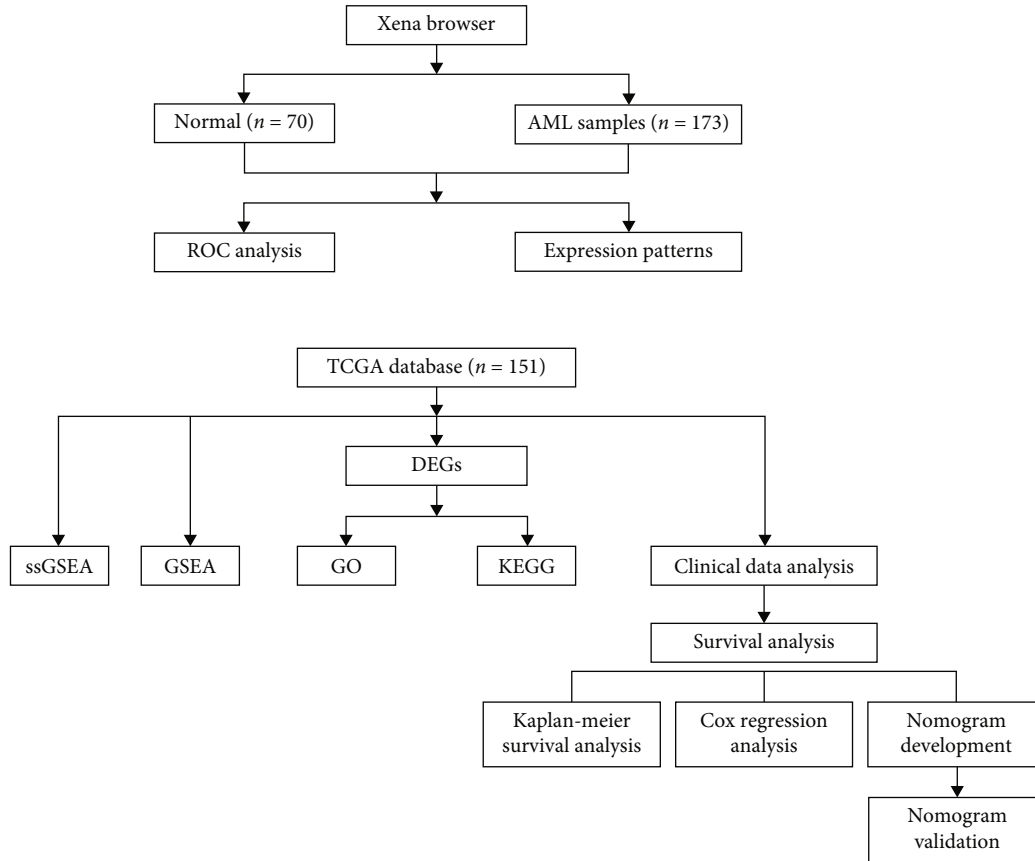 Xena browser
Normal (n = 70)
AML samples (n = 173)
ROC analysis
Expression patterns
TCGA database (n = 151)
DEGs
ssGSEA
GSEA
GO
KEGG
Clinical data analysis
Survival analysis
Kaplan-meier
survival analysis
Cox regression
analysis
Nomogram
development
Nomogram
validation